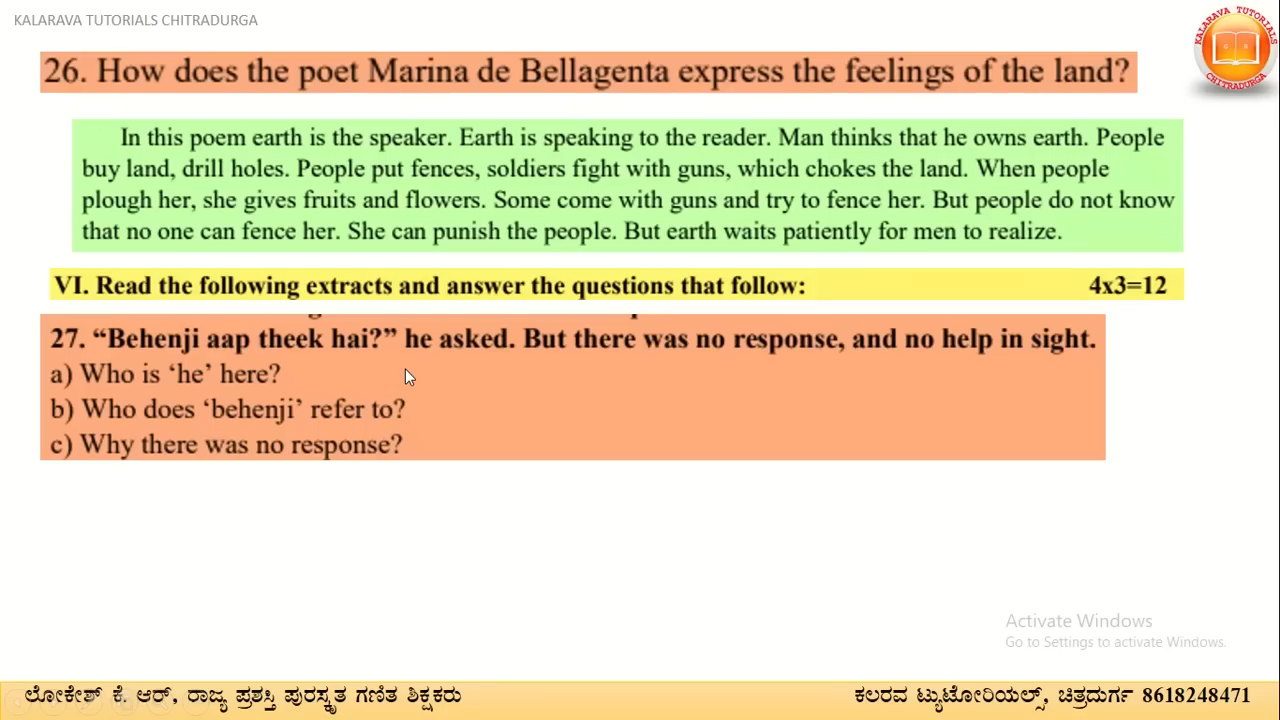 KALARAVA TUTORIALS CHITRADURGA
KALARAVA TUTORIALS
CHITRADURGA
26. How does the poet Marina de Bellagenta express the feelings of the land?
In this poem earth is the speaker. Earth is speaking to the reader. Man thinks that he owns earth. People
buy land, drill holes. People put fences, soldiers fight with guns, which chokes the land. When people
plough her, she gives fruits and flowers. Some come with guns and try to fence her. But people do not know
that no one can fence her. She can punish the people. But earth waits patiently for men to realize.
VI. Read the following extracts and answer the questions that follow: 4x3=12
27. “Behenji aap theek hai?” he asked. But there was no response, and no help in sight.
a) Who is ‘he’ here?
b) Who does ‘behenji’ refer to?
c) Why there was no response?
Activate Windows
Go to Settings to activate Windows.
ಲೋಕೇಶ್ ಕೆ. ಆರ್, ರಾಜ್ಯ ಪ್ರಶಸ್ತಿ ಪುರಸ್ಕೃತ ಗಣಿತ ಶಿಕ್ಷಕರು ಕಲರವ ಟ್ಯುಟೋರಿಯಲ್ಸ್, ಚಿತ್ರದುರ್ಗ 8618248471